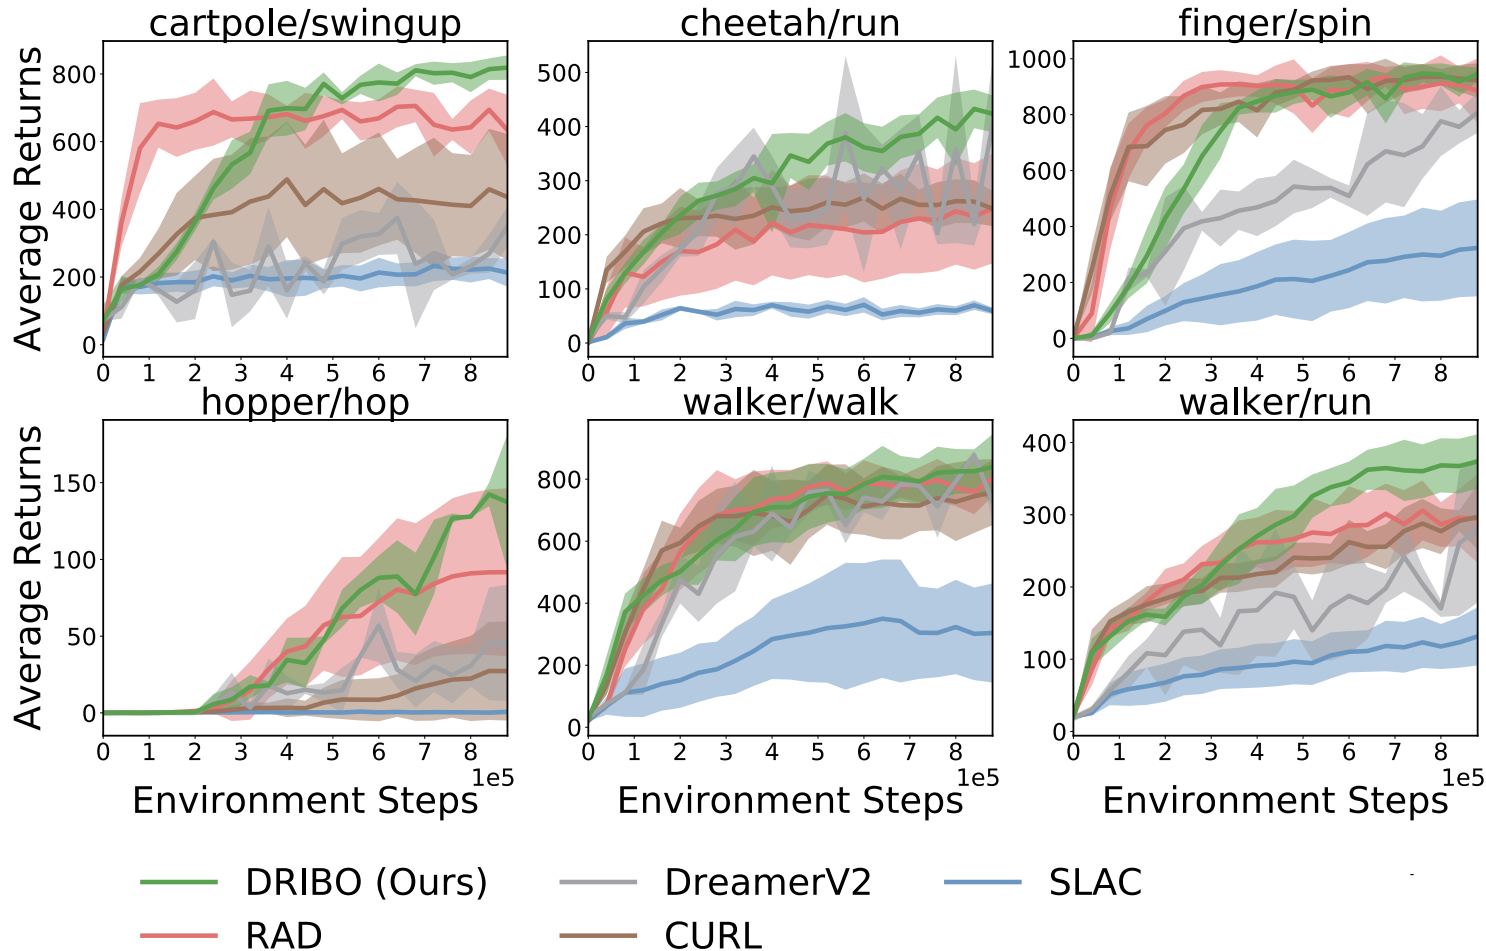 cartpole/swingup cheetah/run finger/spin
Average Returns
800
600
400
200
0
0 1 2 3 4 5 6 7 8
500
400
300
200
100
0
0 1 2 3 4 5 6 7 8
1000
800
600
400
200
0
0 1 2 3 4 5 6 7 8
hopper/hop walker/walk walker/run
Average Returns
150
100
50
0
0 1 2 3 4 5 6 7 8
1e5
800
600
400
200
0
0 1 2 3 4 5 6 7 8
1e5
400
300
200
100
0
0 1 2 3 4 5 6 7 8
1e5
Environment Steps Environment Steps Environment Steps
DRIBO (Ours) DreamerV2 SLAC
RAD CURL